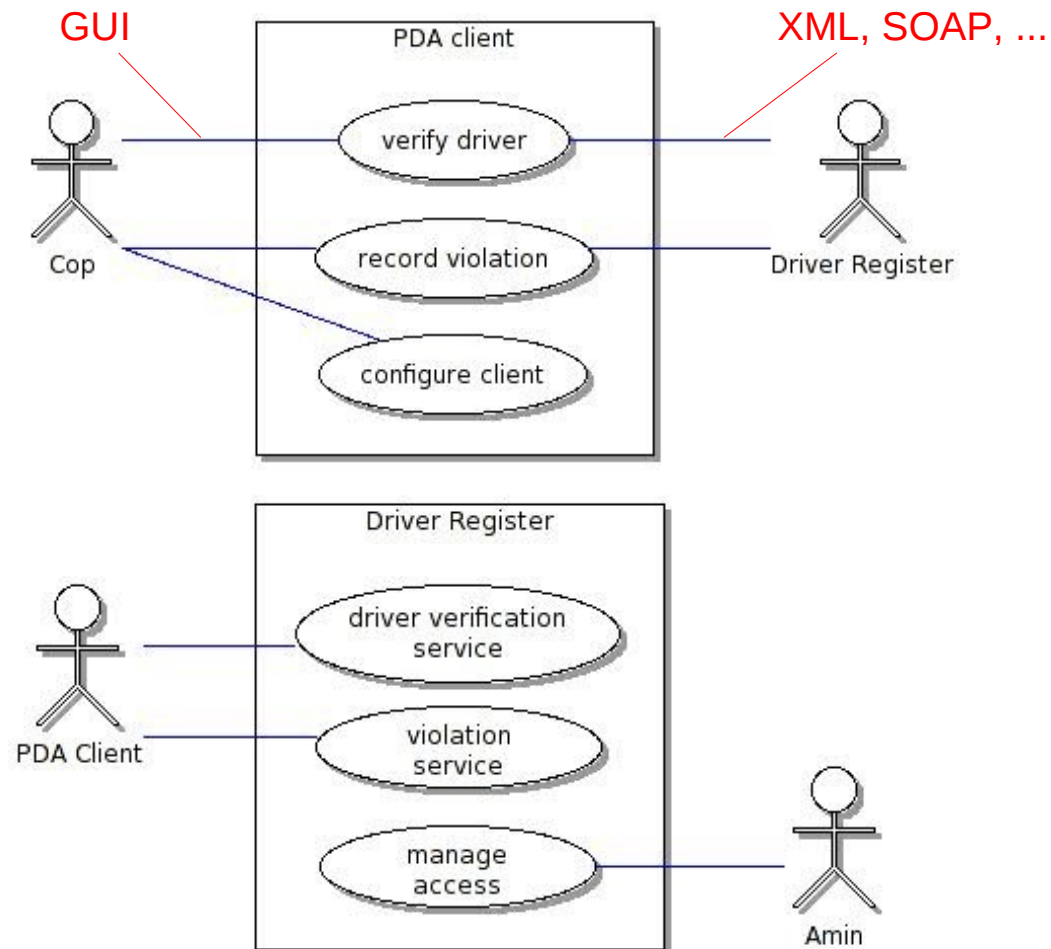 GUI
XML, SOAP, ...
PDA client
verify driver
record violation
configure client
Cop
Driver Register
Driver Register
driver verification
service
violation
service
manage
access
PDA Client
Amin